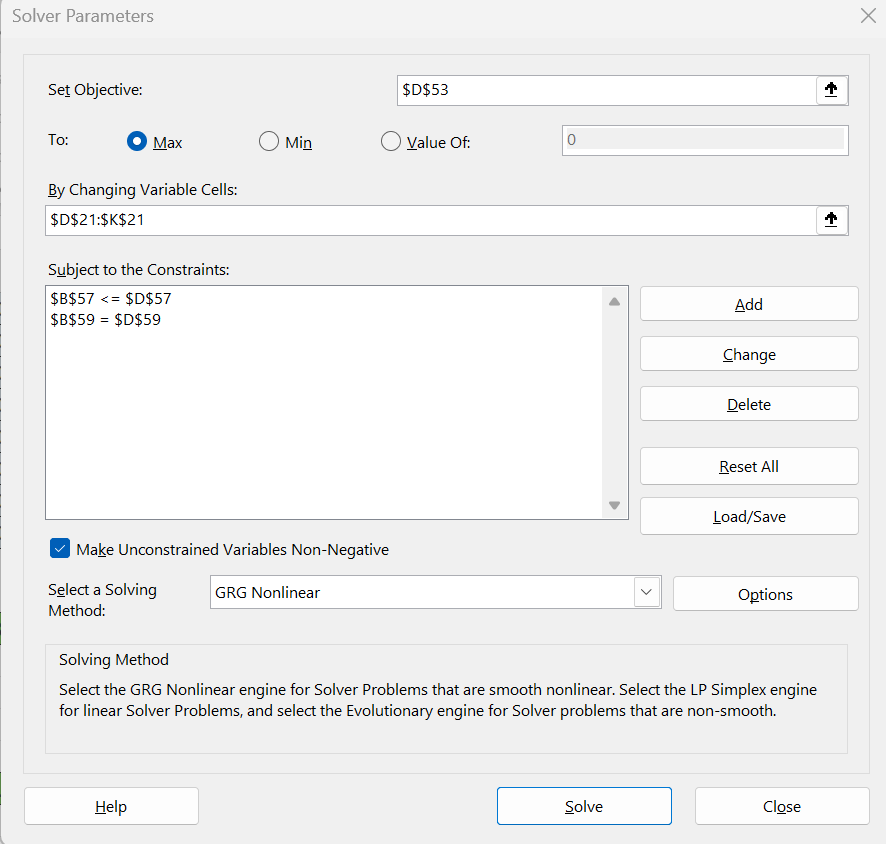 Solver Parameters
Set Objective:
$D$53
To:
Max
Min
Value Of:
0
By Changing Variable Cells:
$D$21:$K$21
Subject to the Constraints:
$B$57 <= $D$57
$B$59 = $D$59
Add
Change
Delete
Reset All
Load/Save
Make Unconstrained Variables Non-Negative
Select a Solving
Method:
GRG Nonlinear
Options
Solving Method
Select the GRG Nonlinear engine for Solver Problems that are smooth nonlinear. Select the LP Simplex engine
for linear Solver Problems, and select the Evolutionary engine for Solver problems that are non-smooth.
Help
Solve
Close